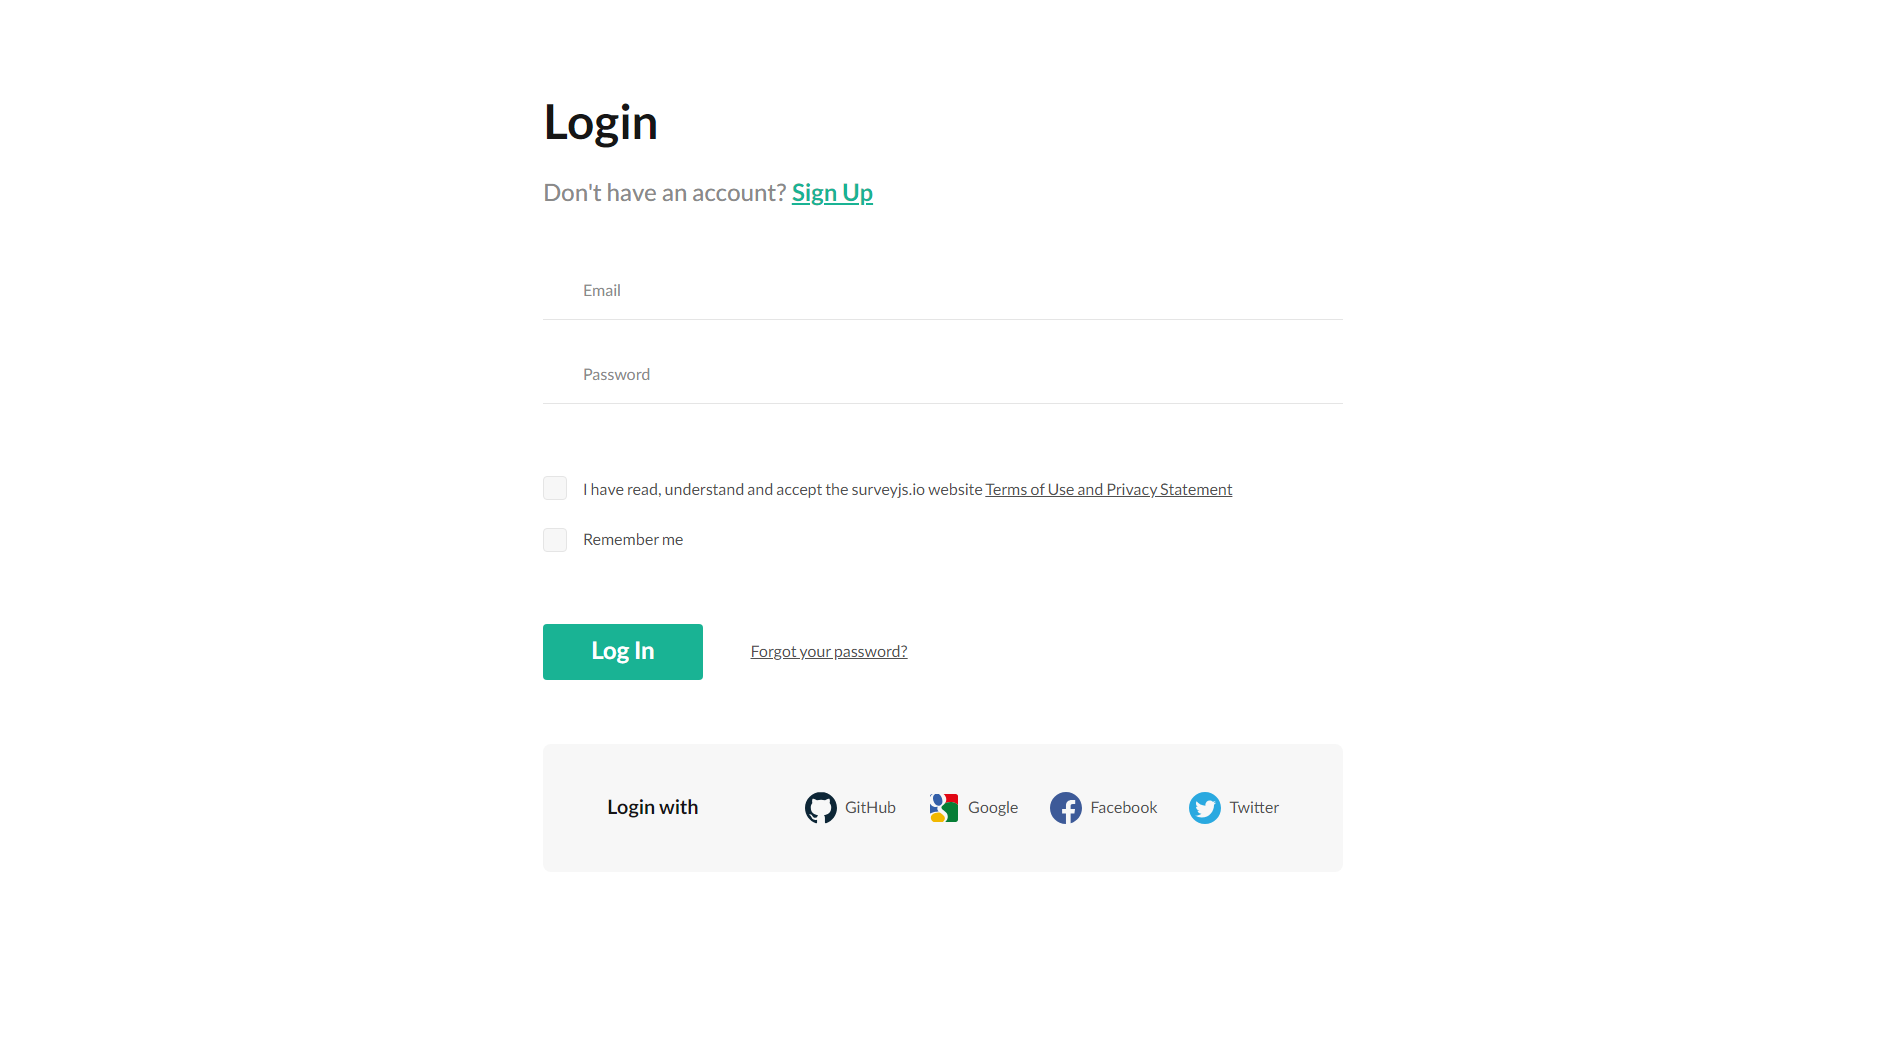 Login
Don't have an account? Sign Up
Email
Password
I have read, understand and accept the surveyjs.io website Terms of Use and Privacy Statement
Remember me
Log In
Forgot your password?
Login with
GitHub
Google
Facebook
Twitter